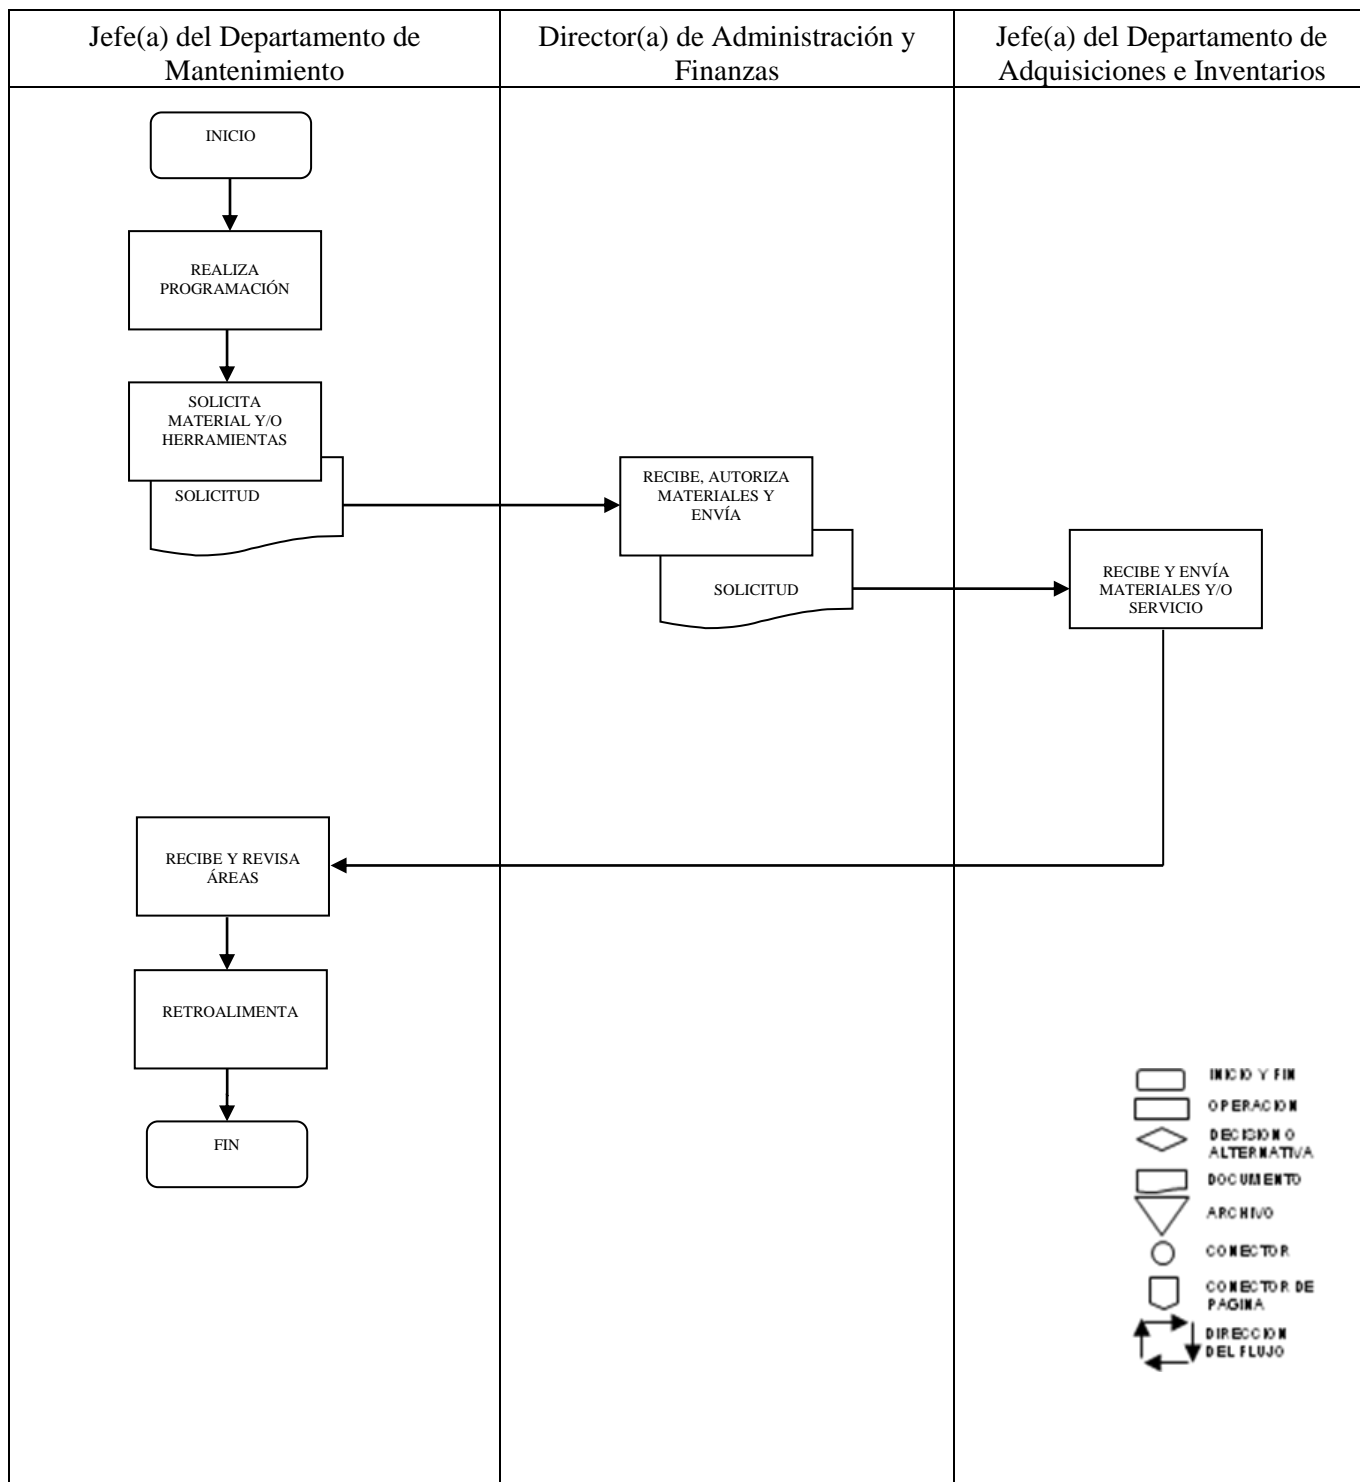 Jefe(a) del Departamento de
Mantenimiento
Director(a) de Administración y
Finanzas
Jefe(a) del Departamento de
Adquisiciones e Inventarios
INICIO
REALIZA
PROGRAMACIÓN
SOLICITA
MATERIAL Y/O
HERRAMIENTAS
SOLICITUD
RECIBE, AUTORIZA
MATERIALES Y
ENVÍA
SOLICITUD
RECIBE Y ENVÍA
MATERIALES Y/O
SERVICIO
RECIBE Y REVISA
ÁREAS
RETROALIMENTA
FIN
INICIO Y FIN
OPERACION
DECISION O
ALTERNATIVA
DOCUMENTO
ARCHIVO
CONECTOR
CONECTOR DE
PAGINA
DIRECCION
DEL FLUJO